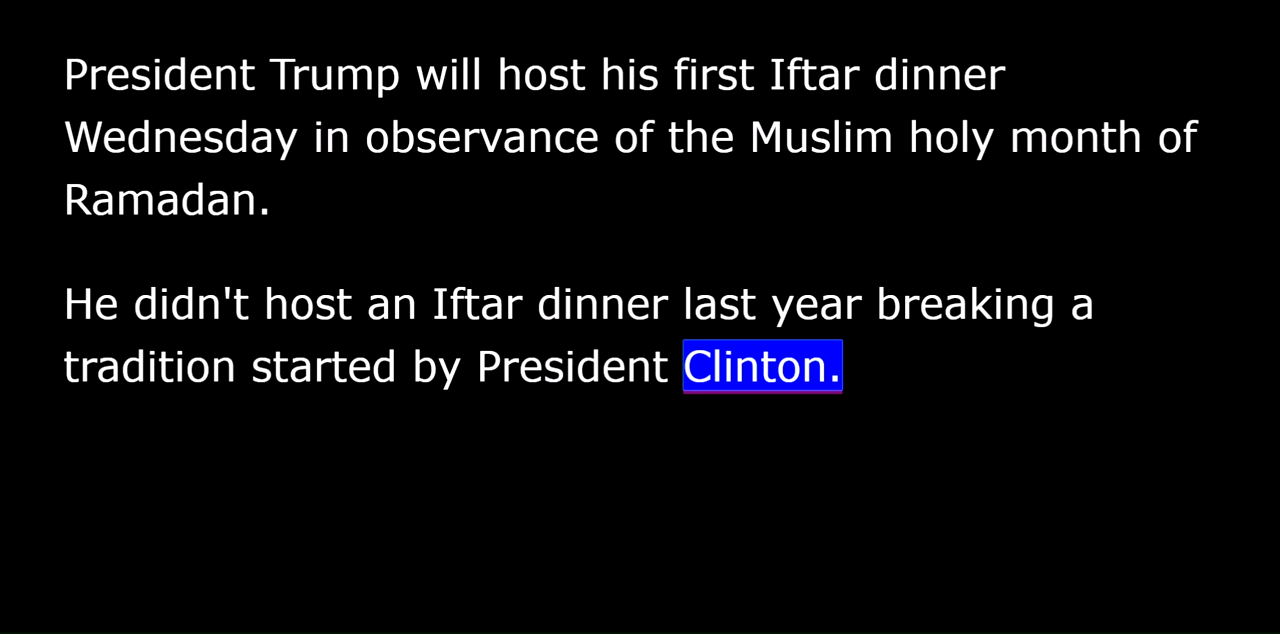 President Trump will host his first Iftar dinner
Wednesday in observance of the Muslim holy month of
Ramadan.
He didn't host an Iftar dinner last year breaking a
tradition started by President Clinton.